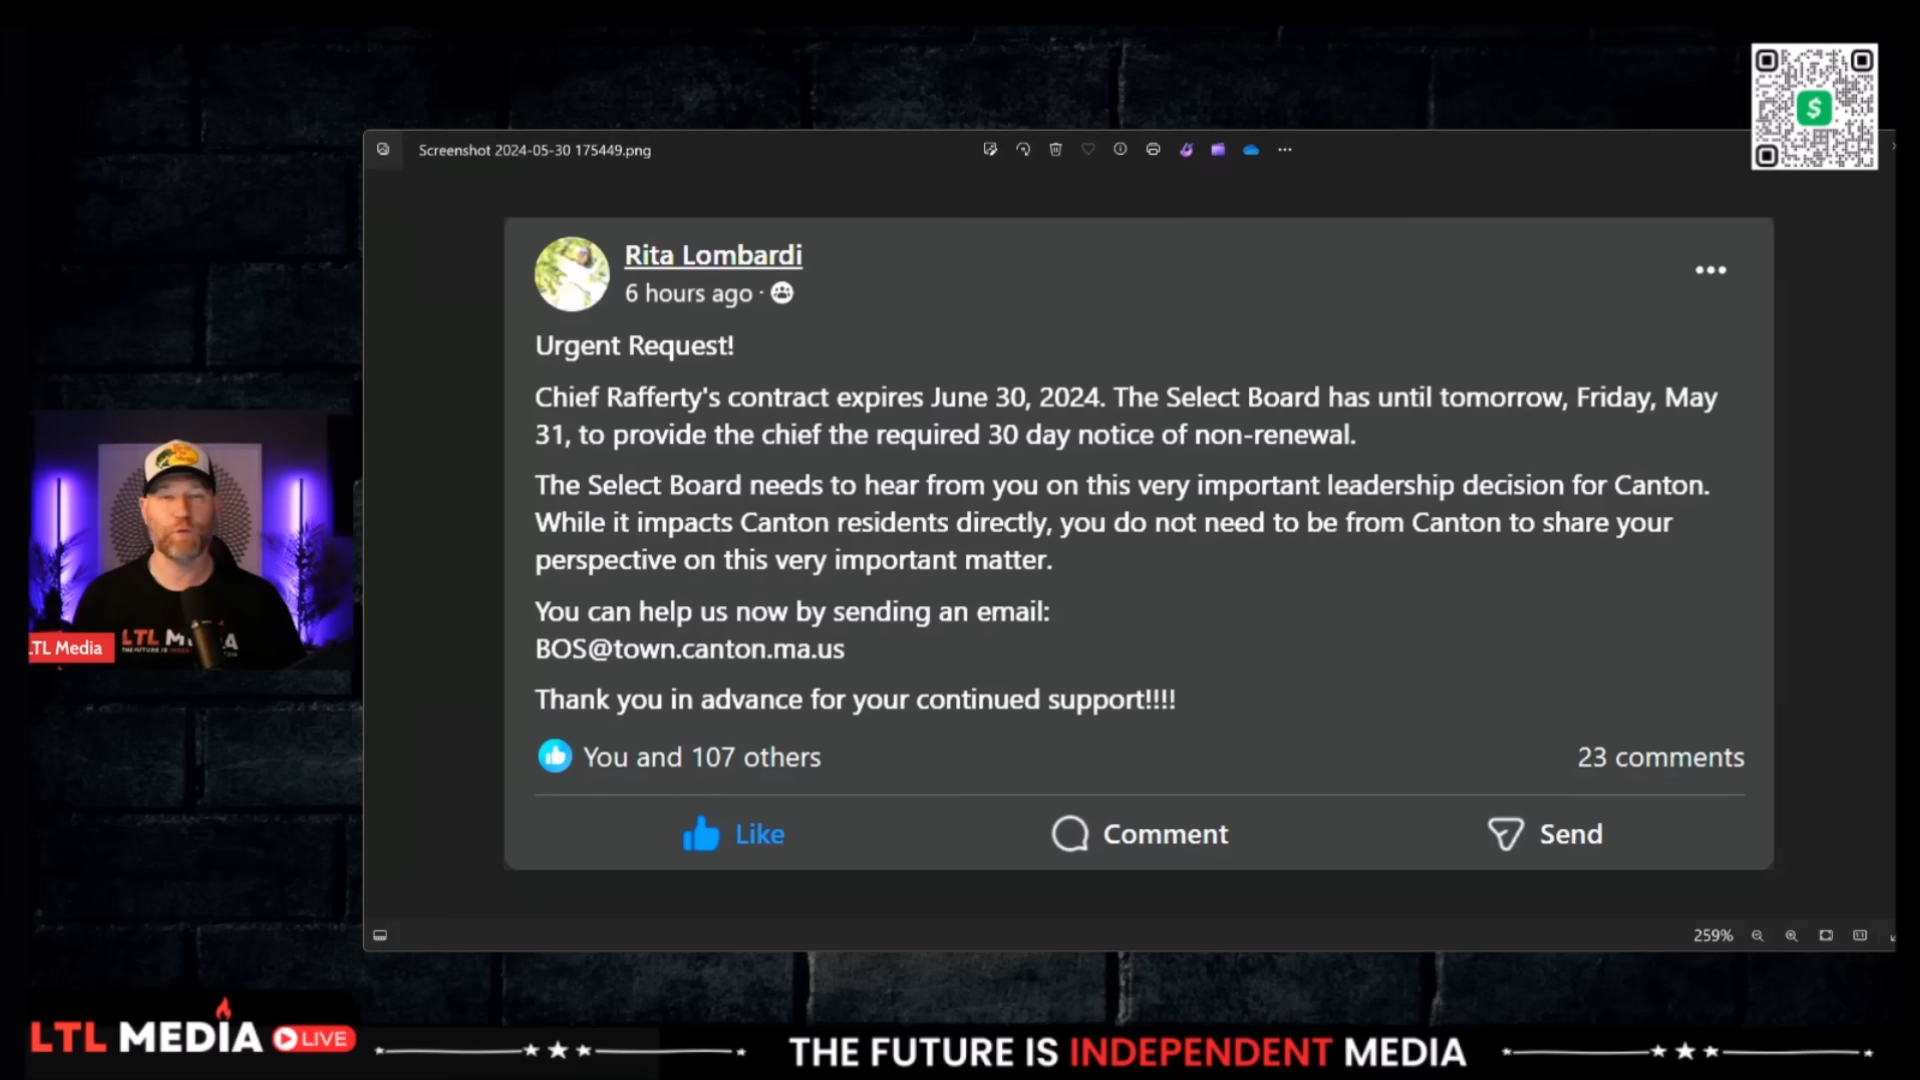 Screenshot 2024-05-30 175449.png
Rita Lombardi
6 hours ago ·
Urgent Request!
Chief Rafferty's contract expires June 30, 2024. The Select Board has until tomorrow, Friday, May
31, to provide the chief the required 30 day notice of non-renewal.
The Select Board needs to hear from you on this very important leadership decision for Canton.
While it impacts Canton residents directly, you do not need to be from Canton to share your
perspective on this very important matter.
You can help us now by sending an email:
BOS@town.canton.ma.us
Thank you in advance for your continued support!!!!
You and 107 others
23 comments
Like
Comment
Send
259%
LTL Media
LTL MEDIA LIVE
THE FUTURE IS INDEPENDENT MEDIA